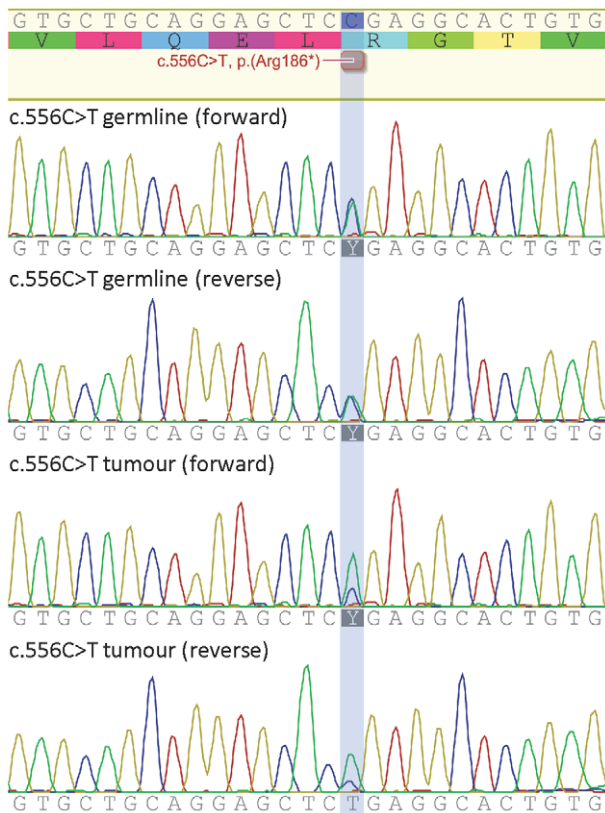 G T G C T G C A G G A G C T C C G A G G C A C T G T G
V L Q E L R G T V
c.556C>T, p.(Arg186*)
c.556C>T germline (forward)
G T G C T G C A G G A G C T C Y G A G G C A C T G T G
c.556C>T germline (reverse)
G T G C T G C A G G A G C T C Y G A G G C A C T G T G
c.556C>T tumour (forward)
G T G C T G C A G G A G C T C Y G A G G C A C T G T G
c.556C>T tumour (reverse)
G T G C T G C A G G A G C T C T G A G G C A C T G T G